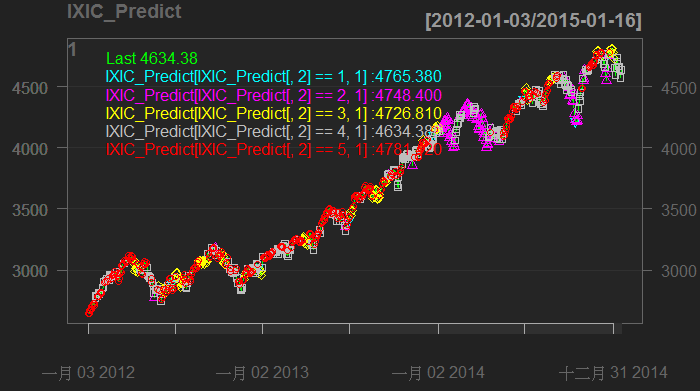 IXIC_Predict
[2012-01-03/2015-01-16]
1
Last 4634.38
IXIC_Predict[IXIC_Predict[, 2] == 1, 1] :4765.380
IXIC_Predict[IXIC_Predict[, 2] == 2, 1] :4748.400
IXIC_Predict[IXIC_Predict[, 2] == 3, 1] :4726.810
IXIC_Predict[IXIC_Predict[, 2] == 4, 1] :4634.380
IXIC_Predict[IXIC_Predict[, 2] == 5, 1]
4500 4500
4000 4000
3500 3500
3000 3000
一月 03 2012 一月 02 2013 一月 02 2014 十二月 31 2014